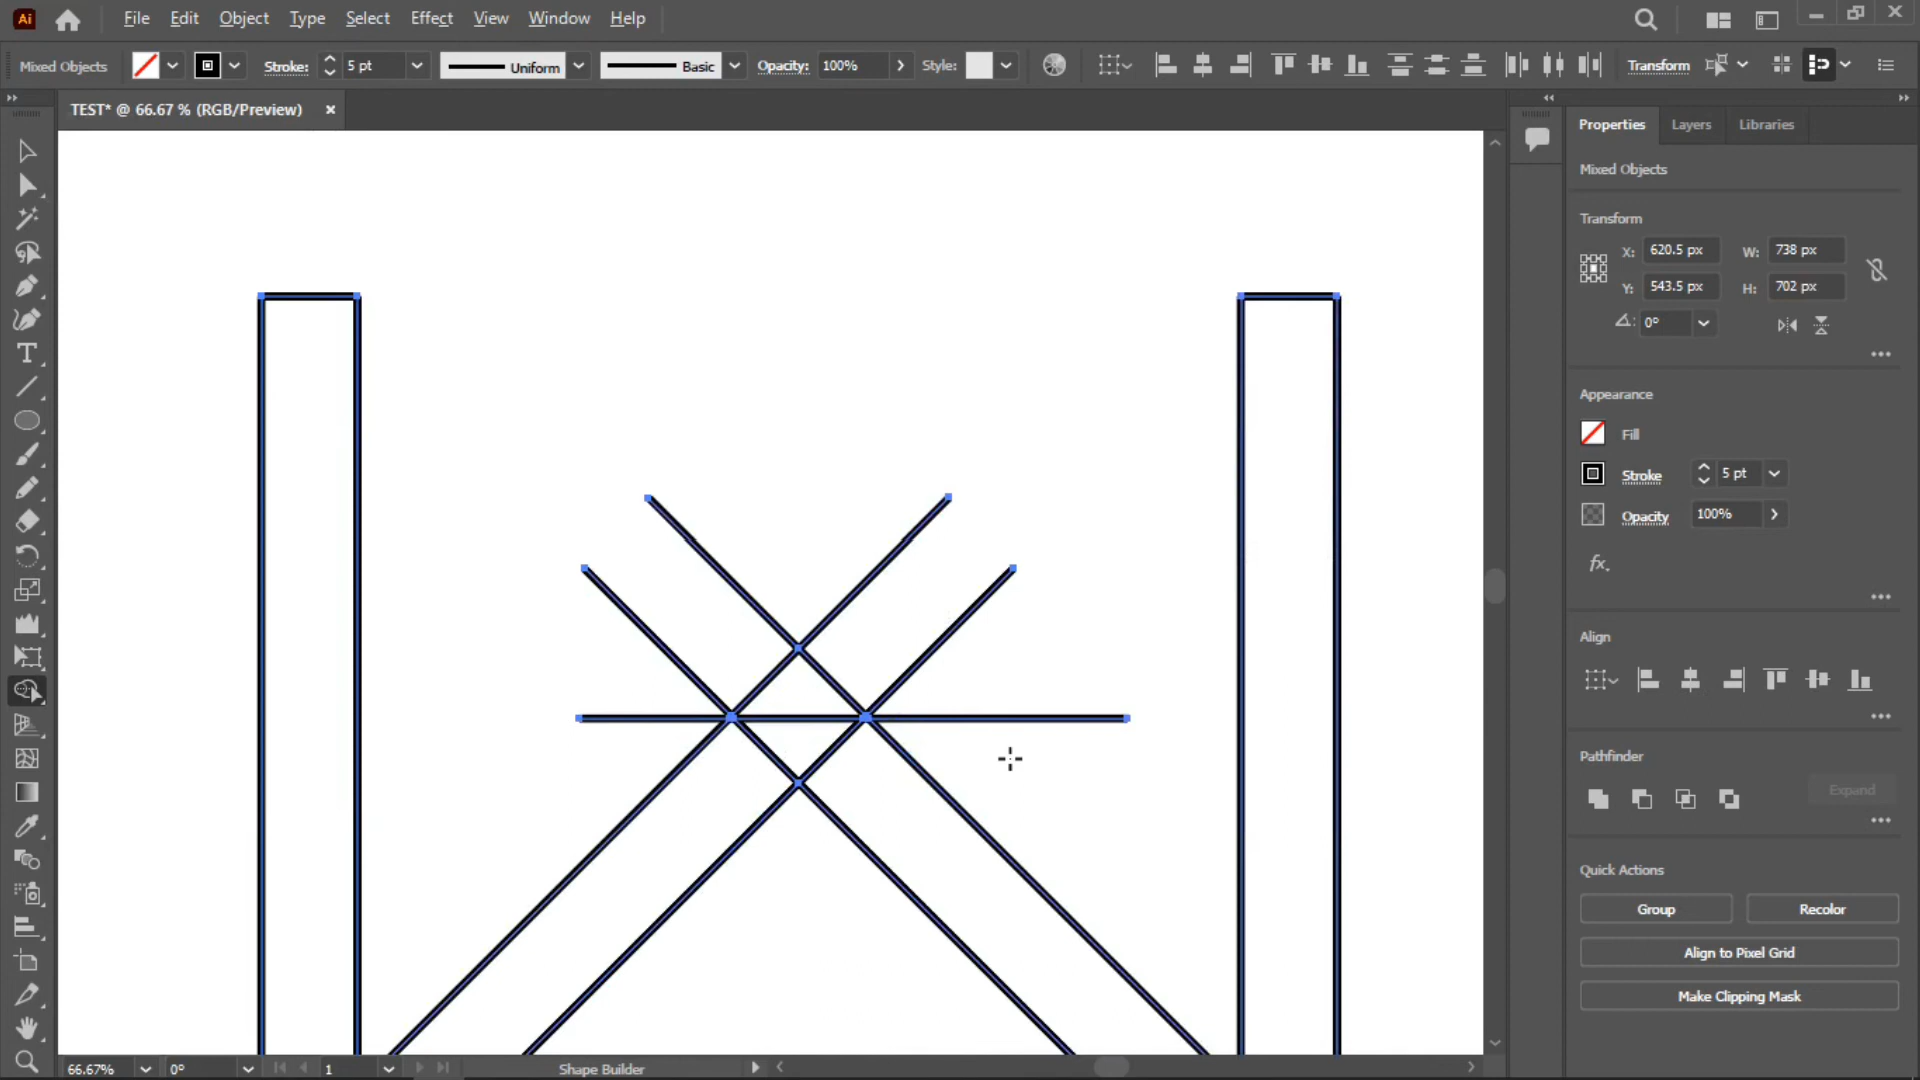 Ai File Edit Object Type Select Effect View Window Help
Mixed Objects Stroke: 5 pt Uniform Basic Opacity: 100% Style: Transform
TEST* @ 66.67 % (RGB/Preview)
Properties Layers Libraries
Mixed Objects
Transform
X: 620.5 px W: 738 px
Y: 543.5 px H: 702 px
0°
Appearance
Fill
Stroke 5 pt
Opacity 100%
fx.
Align
Pathfinder
Expand
Quick Actions
Group Recolor
Align to Pixel Grid
Make Clipping Mask
66.67% 0° 1 Shape Builder